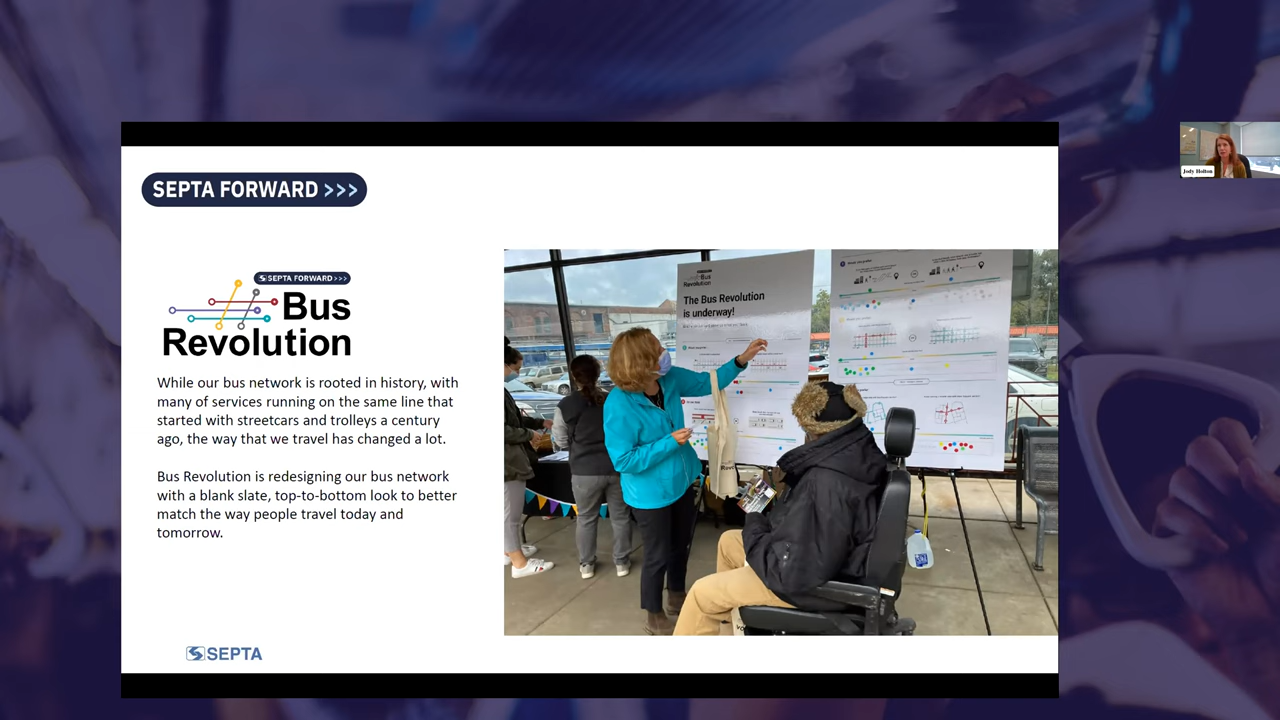 SEPTA FORWARD >>>
SEPTA FORWARD >>>
Bus
Revolution
While our bus network is rooted in history, with
many of services running on the same line that
started with streetcars and trolleys a century
ago, the way that we travel has changed a lot.
Bus Revolution is redesigning our bus network
with a blank slate, top-to-bottom look to better
match the way people travel today and
tomorrow.
SEPTA
Bus
Revolution
The Bus Revolution
is underway!
Jody Holton